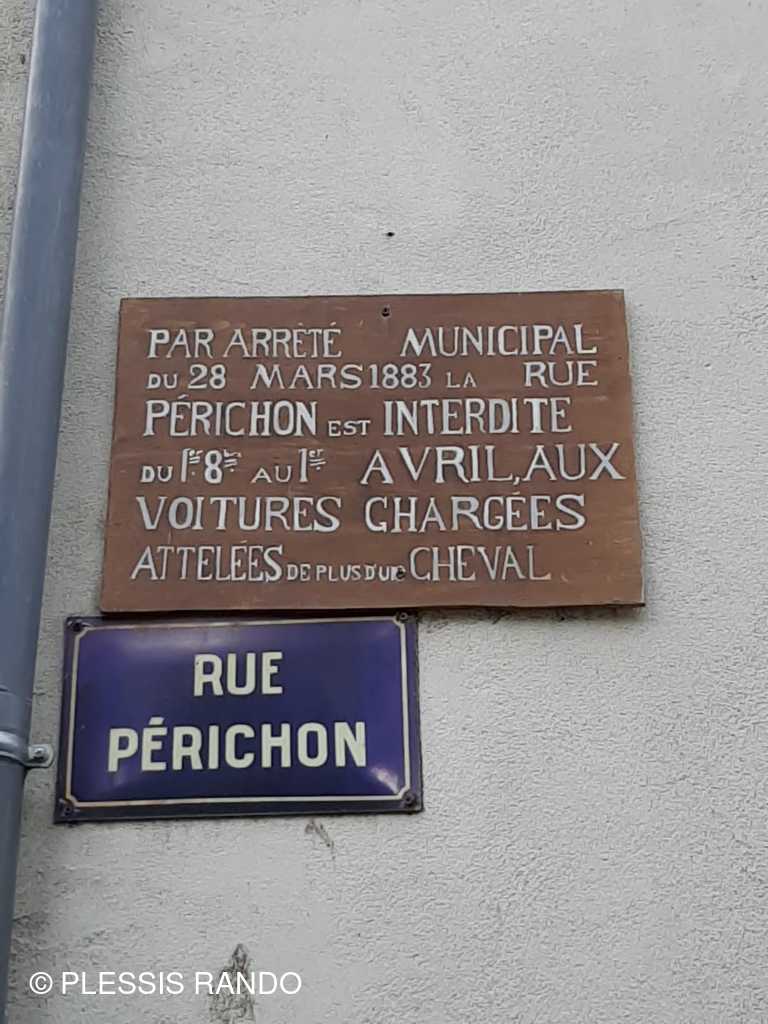 PAR ARRÊTÉ MUNICIPAL
DU 28 MARS 1883 LA RUE
PÉRICHON EST INTERDITE
DU 1er 8bre AU 1er AVRIL, AUX
VOITURES CHARGÉES
ATTELÉES DE PLUS D'UN CHEVAL
RUE
PÉRICHON
© PLESSIS RANDO